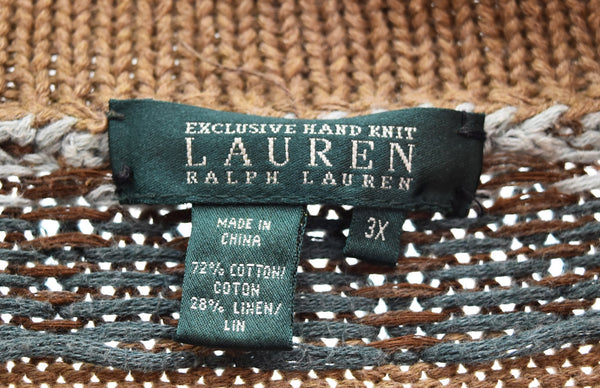 EXCLUSIVE HAND KNIT
LAUREN
RALPH LAUREN
MADE IN
CHINA
72% COTTON/
COTON
28% LINEN/
LIN
3X